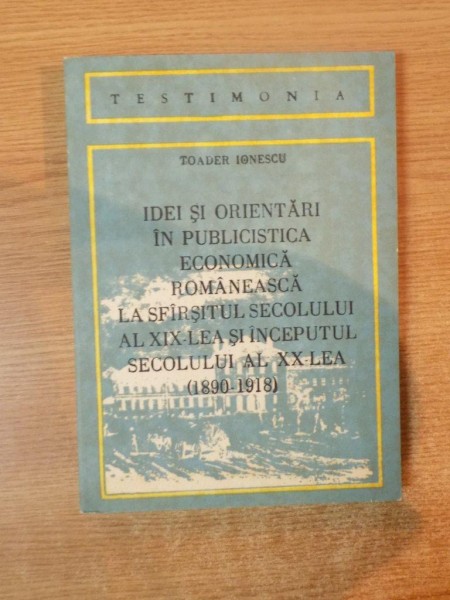 TESTIMONIA
TOADER IONESCU
IDEI ŞI ORIENTĂRI
ÎN PUBLICISTICA
ECONOMICĂ
ROMÂNEASCĂ
LA SFÎRŞITUL SECOLULUI
AL XIX-LEA ŞI ÎNCEPUTUL
SECOLULUI AL XX-LEA
(1890-1918)